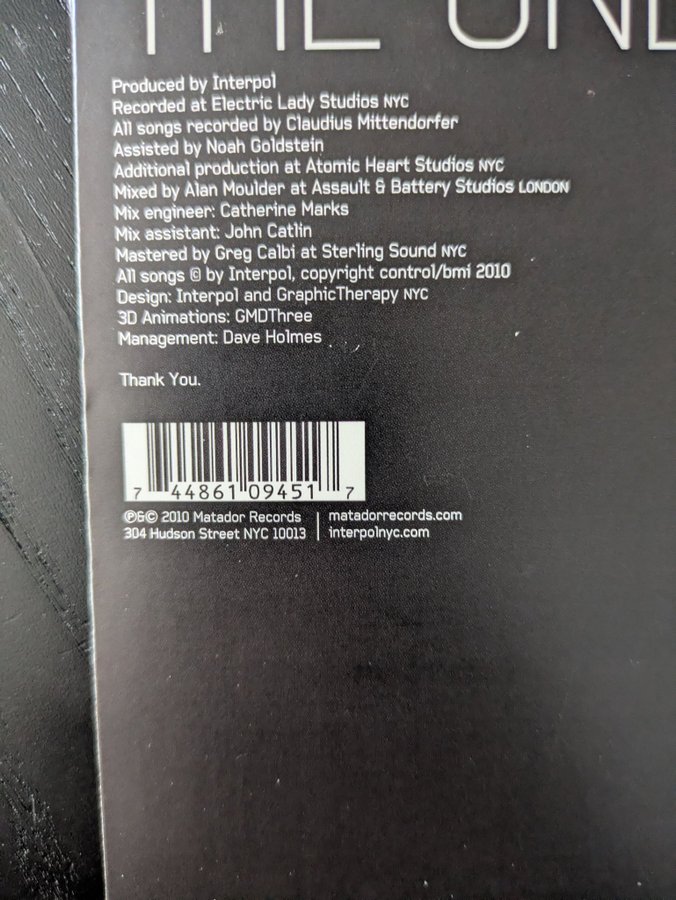 THE UN
Produced by Interpol
Recorded at Electric Lady Studios NYC
All songs recorded by Claudius Mittendorfer
Assisted by Noah Goldstein
Additional production at Atomic Heart Studios NYC
Mixed by Alan Moulder at Assault & Battery Studios LONDON
Mix engineer: Catherine Marks
Mix assistant: John Catlin
Mastered by Greg Calbi at Sterling Sound NYC
All songs © by Interpol, copyright control/bmi 2010
Design: Interpol and GraphicTherapy NYC
3D Animations: GMDThree
Management: Dave Holmes
Thank You.
7 44861 09451 7
℗&© 2010 Matador Records
304 Hudson Street NYC 10013
matadorrecords.com
interpolnyc.com